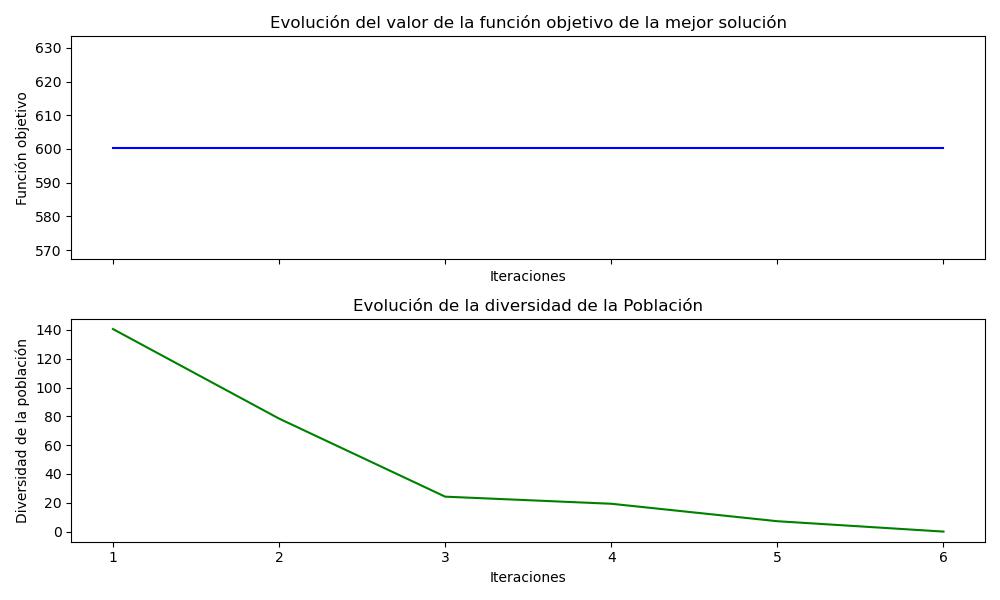 Evolución del valor de la función objetivo de la mejor solución
Función objetivo
630
620
610
600
590
580
570
Iteraciones
Evolución de la diversidad de la Población
Diversidad de la población
140
120
100
80
60
40
20
0
1 2 3 4 5 6
Iteraciones